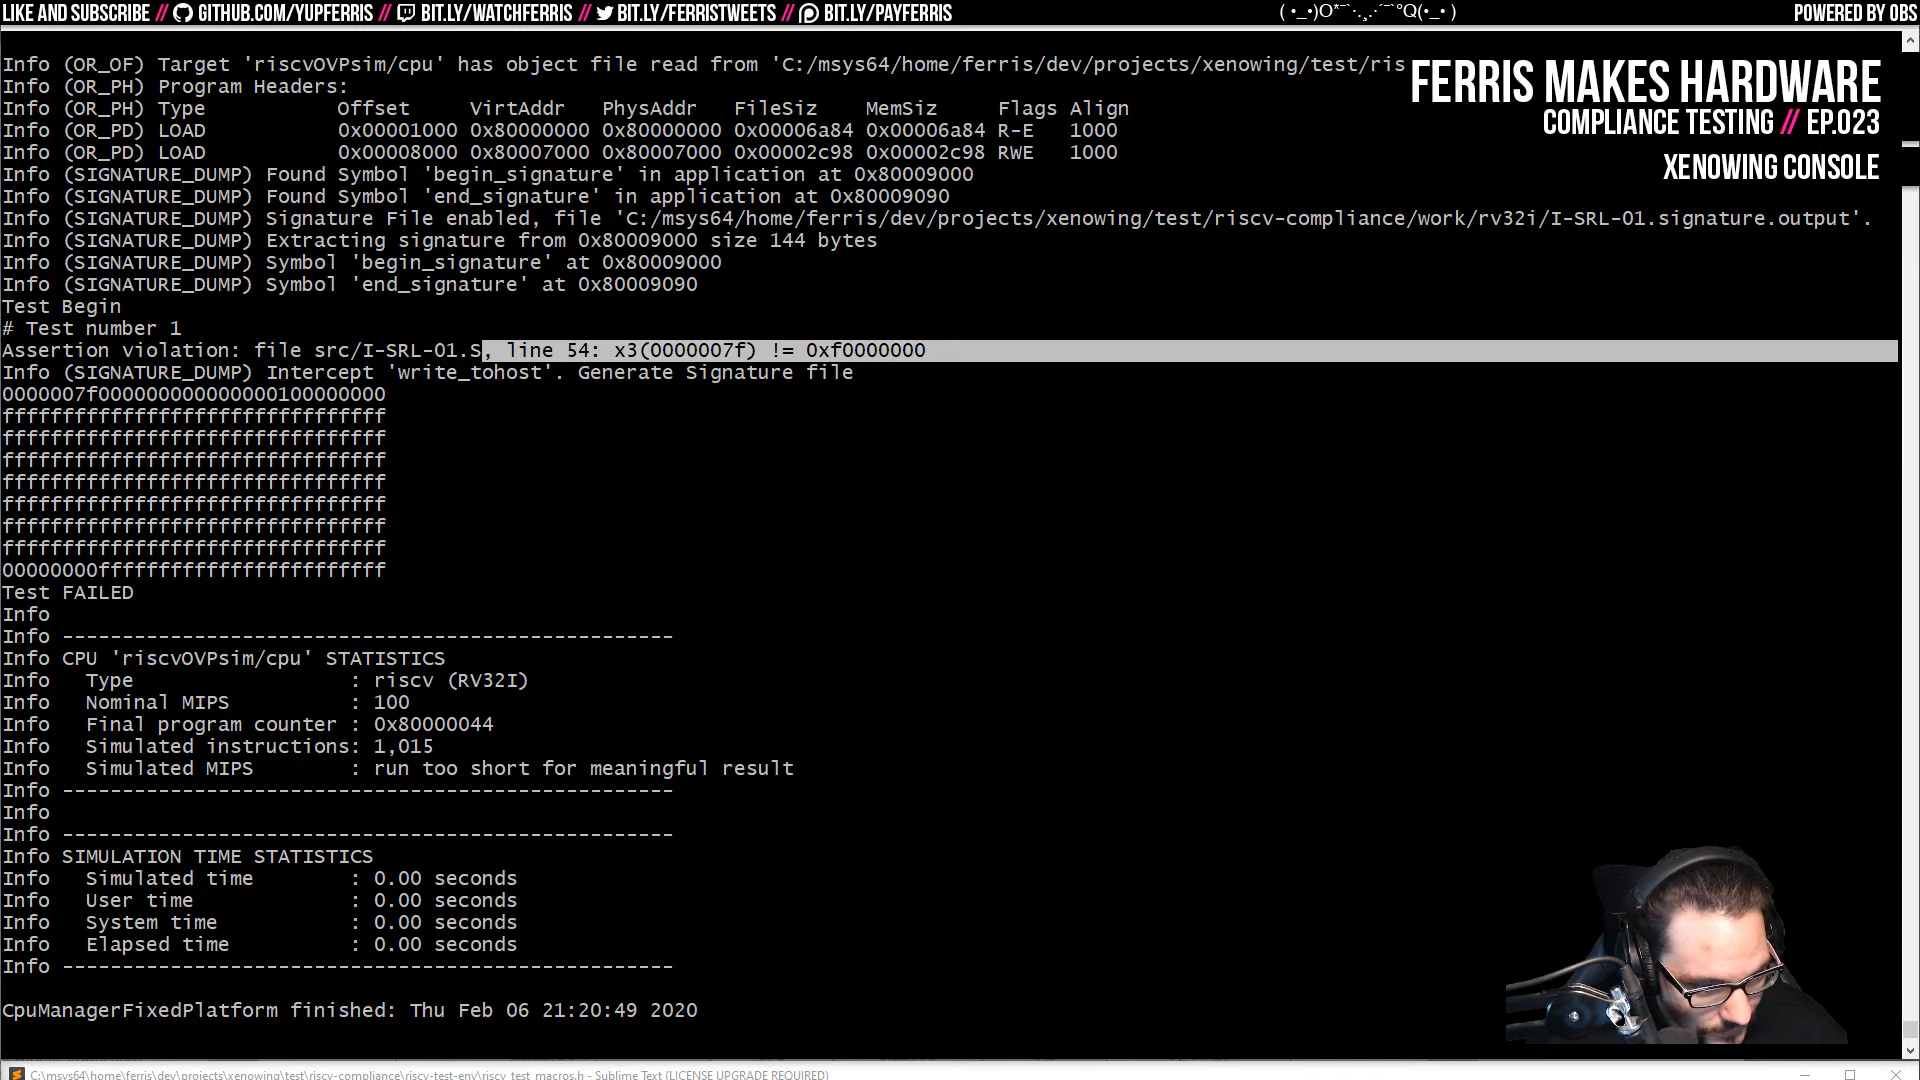 LIKE AND SUBSCRIBE // GITHUB.COM/YUPFERRIS // BIT.LY/WATCHFERRIS // BIT.LY/FERRISTWEETS // BIT.LY/PAYFERRIS
POWERED BY OBS
FERRIS MAKES HARDWARE
COMPLIANCE TESTING // EP.023
XENOWING CONSOLE
Info (OR_OF) Target 'riscvOVPsim/cpu' has object file read from 'C:/msys64/home/ferris/dev/projects/xenowing/test/ris
Info (OR_PH) Program Headers:
Info (OR_PH) Type           Offset     VirtAddr   PhysAddr   FileSiz    MemSiz     Flags Align
Info (OR_PD) LOAD           0x00001000 0x80000000 0x80000000 0x00006a84 0x00006a84 R-E   1000
Info (OR_PD) LOAD           0x00008000 0x80007000 0x80007000 0x00002c98 0x00002c98 RWE   1000
Info (SIGNATURE_DUMP) Found Symbol 'begin_signature' in application at 0x80009000
Info (SIGNATURE_DUMP) Found Symbol 'end_signature' in application at 0x80009090
Info (SIGNATURE_DUMP) Signature File enabled, file 'C:/msys64/home/ferris/dev/projects/xenowing/test/riscv-compliance/work/rv32i/I-SRL-01.signature.output'.
Info (SIGNATURE_DUMP) Extracting signature from 0x80009000 size 144 bytes
Info (SIGNATURE_DUMP) Symbol 'begin_signature' at 0x80009000
Info (SIGNATURE_DUMP) Symbol 'end_signature' at 0x80009090
Test Begin
# Test number 1
Assertion violation: file src/I-SRL-01.S, line 54: x3(0000007f) != 0xf0000000
Info (SIGNATURE_DUMP) Intercept 'write_tohost'. Generate Signature file
0000007f000000000000000100000000
ffffffffffffffffffffffffffffffff
ffffffffffffffffffffffffffffffff
ffffffffffffffffffffffffffffffff
ffffffffffffffffffffffffffffffff
ffffffffffffffffffffffffffffffff
ffffffffffffffffffffffffffffffff
ffffffffffffffffffffffffffffffff
00000000ffffffffffffffffffffffff
Test FAILED
Info
Info ---------------------------------------------------
Info CPU 'riscvOVPsim/cpu' STATISTICS
Info   Type                  : riscv (RV32I)
Info   Nominal MIPS          : 100
Info   Final program counter : 0x80000044
Info   Simulated instructions: 1,015
Info   Simulated MIPS        : run too short for meaningful result
Info ---------------------------------------------------
Info
Info ---------------------------------------------------
Info SIMULATION TIME STATISTICS
Info   Simulated time        : 0.00 seconds
Info   User time             : 0.00 seconds
Info   System time           : 0.00 seconds
Info   Elapsed time          : 0.00 seconds
Info ---------------------------------------------------
CpuManagerFixedPlatform finished: Thu Feb 06 21:20:49 2020
C:\msys64\home\ferris\dev\projects\xenowing\test\riscv-compliance\riscv-test-env\riscv_test_macros.h - Sublime Text (LICENSE UPGRADE REQUIRED)